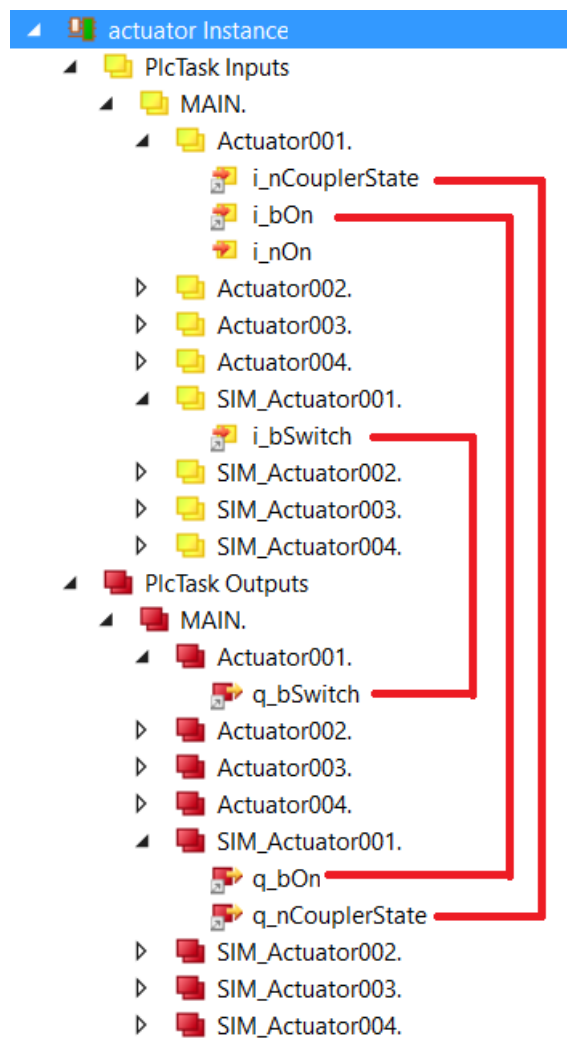 actuator Instance
PlcTask Inputs
MAIN.
Actuator001.
i_nCouplerState
i_bOn
i_nOn
Actuator002.
Actuator003.
Actuator004.
SIM_Actuator001.
i_bSwitch
SIM_Actuator002.
SIM_Actuator003.
SIM_Actuator004.
PlcTask Outputs
MAIN.
Actuator001.
q_bSwitch
Actuator002.
Actuator003.
Actuator004.
SIM_Actuator001.
q_bOn
q_nCouplerState
SIM_Actuator002.
SIM_Actuator003.
SIM_Actuator004.